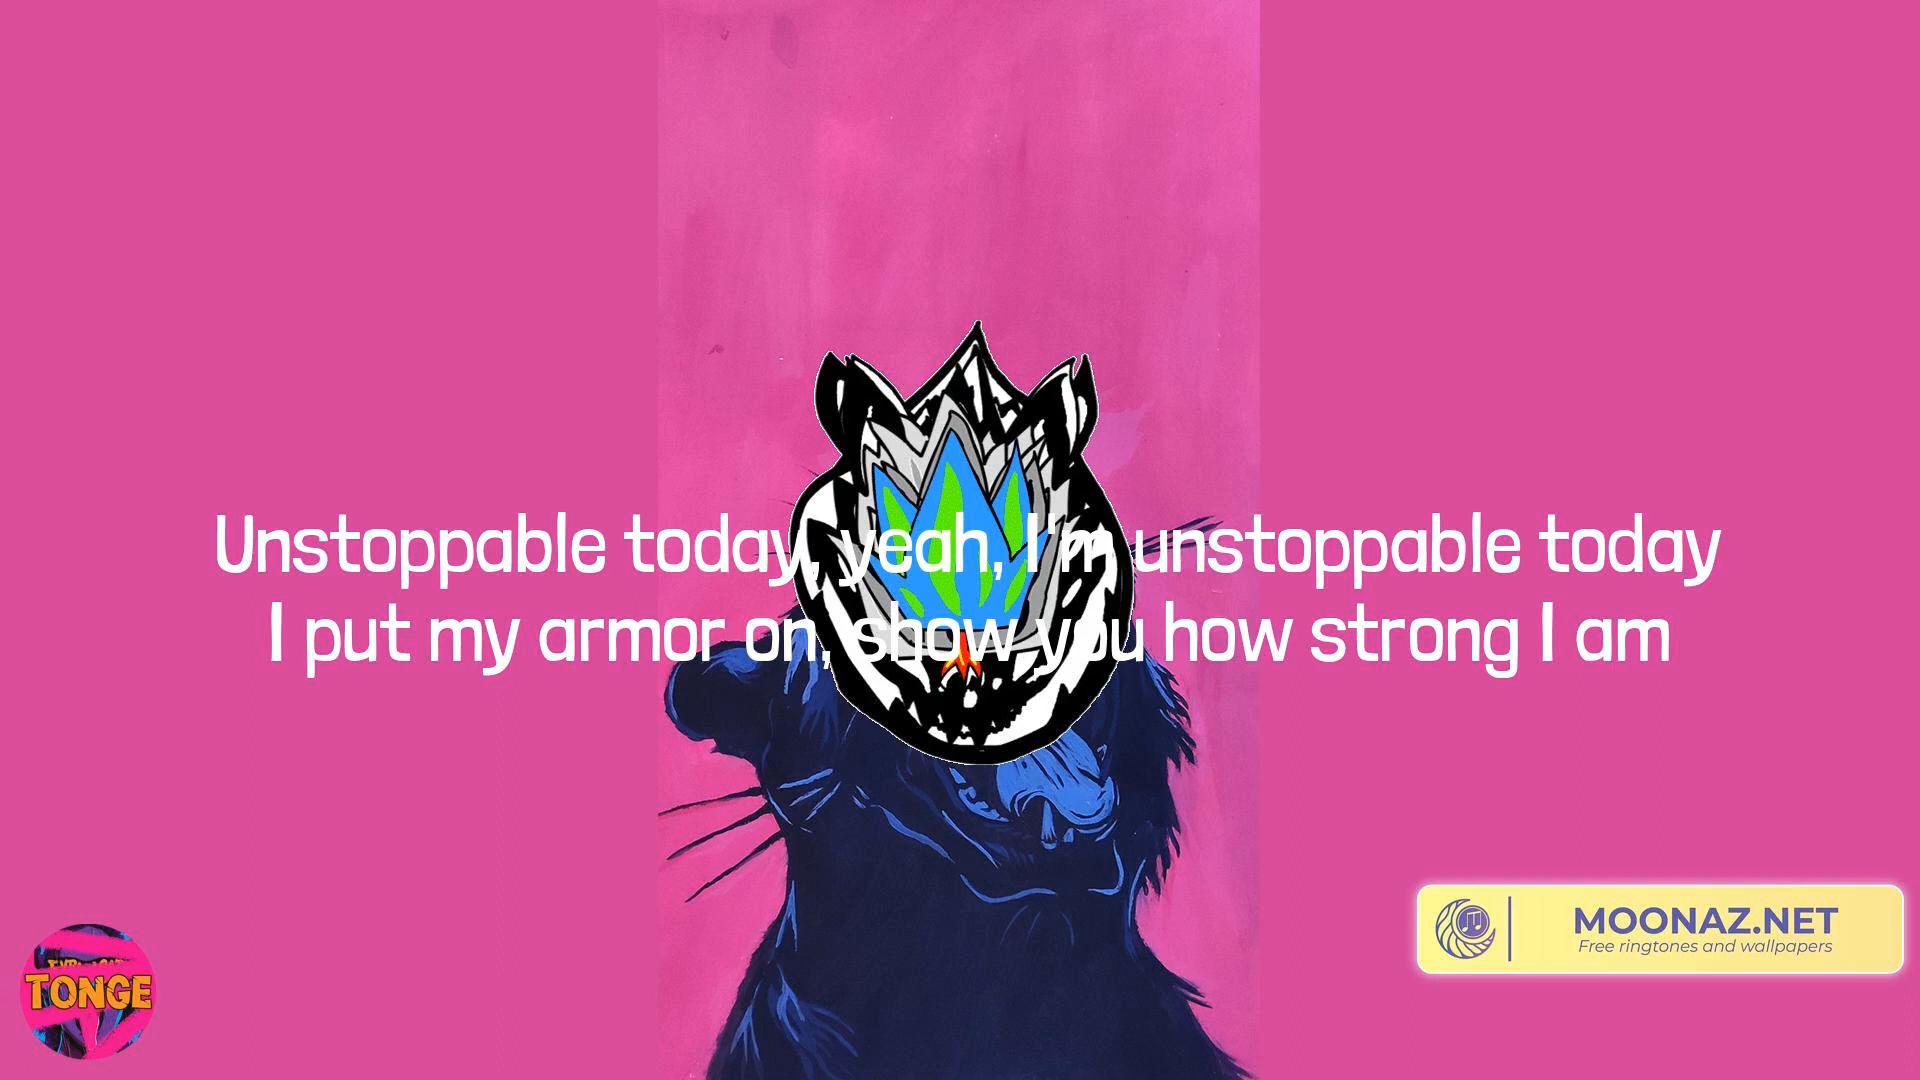 Unstoppable today, yeah, I'm unstoppable today
I put my armor on, show you how strong I am
MOONAZ.NET
Free ringtones and wallpapers
TONGE